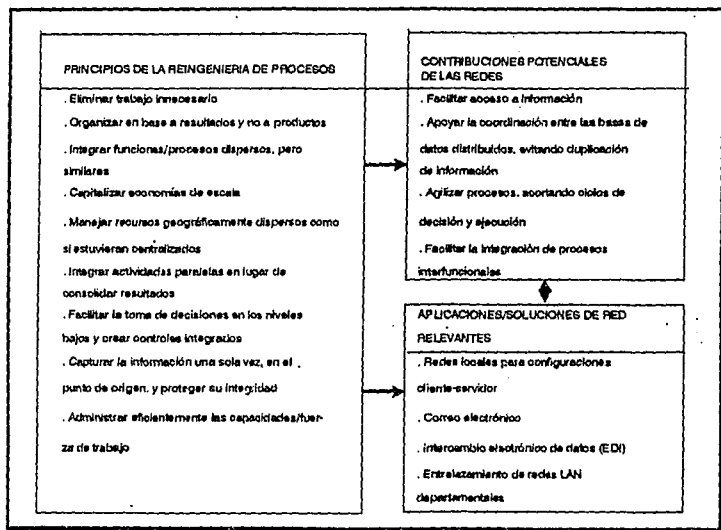 PRINCIPIOS DE LA REINGENIERIA DE PROCESOS
. Eliminar trabajo innecesario
. Organizar en base a resultados y no a productos
. Integrar funciones/procesos dispersos, pero
similares
. Capitalizar economías de escala
. Manejar recursos geográficamente dispersos como
si estuvieran centralizados
. Integrar actividades paralelas en lugar de
consolidar resultados
. Facilitar la toma de decisiones en los niveles
bajos y crear controles integrados
. Capturar la información una sola vez, en el
punto de origen, y proteger su integridad
. Administrar eficientemente las capacidades/fuer-
za de trabajo
CONTRIBUCIONES POTENCIALES
DE LAS REDES
. Facilitar acceso a información
. Apoyar la coordinación entre las bases de
datos distribuidos, evitando duplicación
de información
. Agilizar procesos, acortando ciclos de
decisión y ejecución
. Facilitar la integración de procesos
interfuncionales
APLICACIONES/SOLUCIONES DE RED
RELEVANTES
. Redes locales para configuraciones
cliente-servidor
. Correo electrónico
. Intercambio electrónico de datos (EDI)
. Entrelazamiento de redes LAN
departamentales